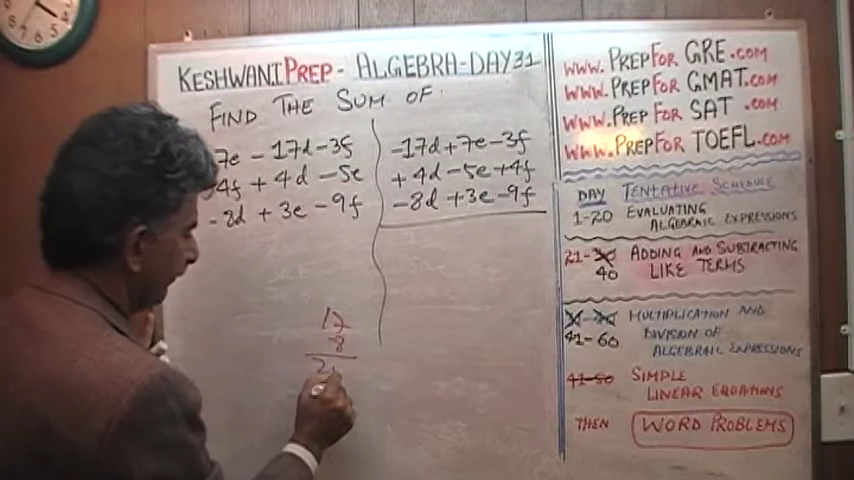 KESHWANIPREP - ALGEBRA-DAY31
FIND THE SUM OF
7e - 17d - 3f
4f + 4d - 5e
- 8d + 3e - 9f
-17d + 7e - 3f
+ 4d - 5e + 4f
- 8d + 3e - 9f
17
-8
WWW.PREPFOR GRE.COM
WWW.PREPFOR GMAT.COM
WWW.PREPFOR SAT .COM
WWW.PREPFOR TOEFL.COM
DAY TENTATIVE SCHEDULE
1-20 EVALUATING
ALGEBRAIC EXPRESSIONS
21-30 ADDING AND SUBTRACTING
40 LIKE TERMS
MULTIPLICATION AND
41-60 DIVISION OF
ALGEBRAIC EXPRESSIONS
41-50 SIMPLE
LINEAR EQUATIONS
THEN WORD PROBLEMS